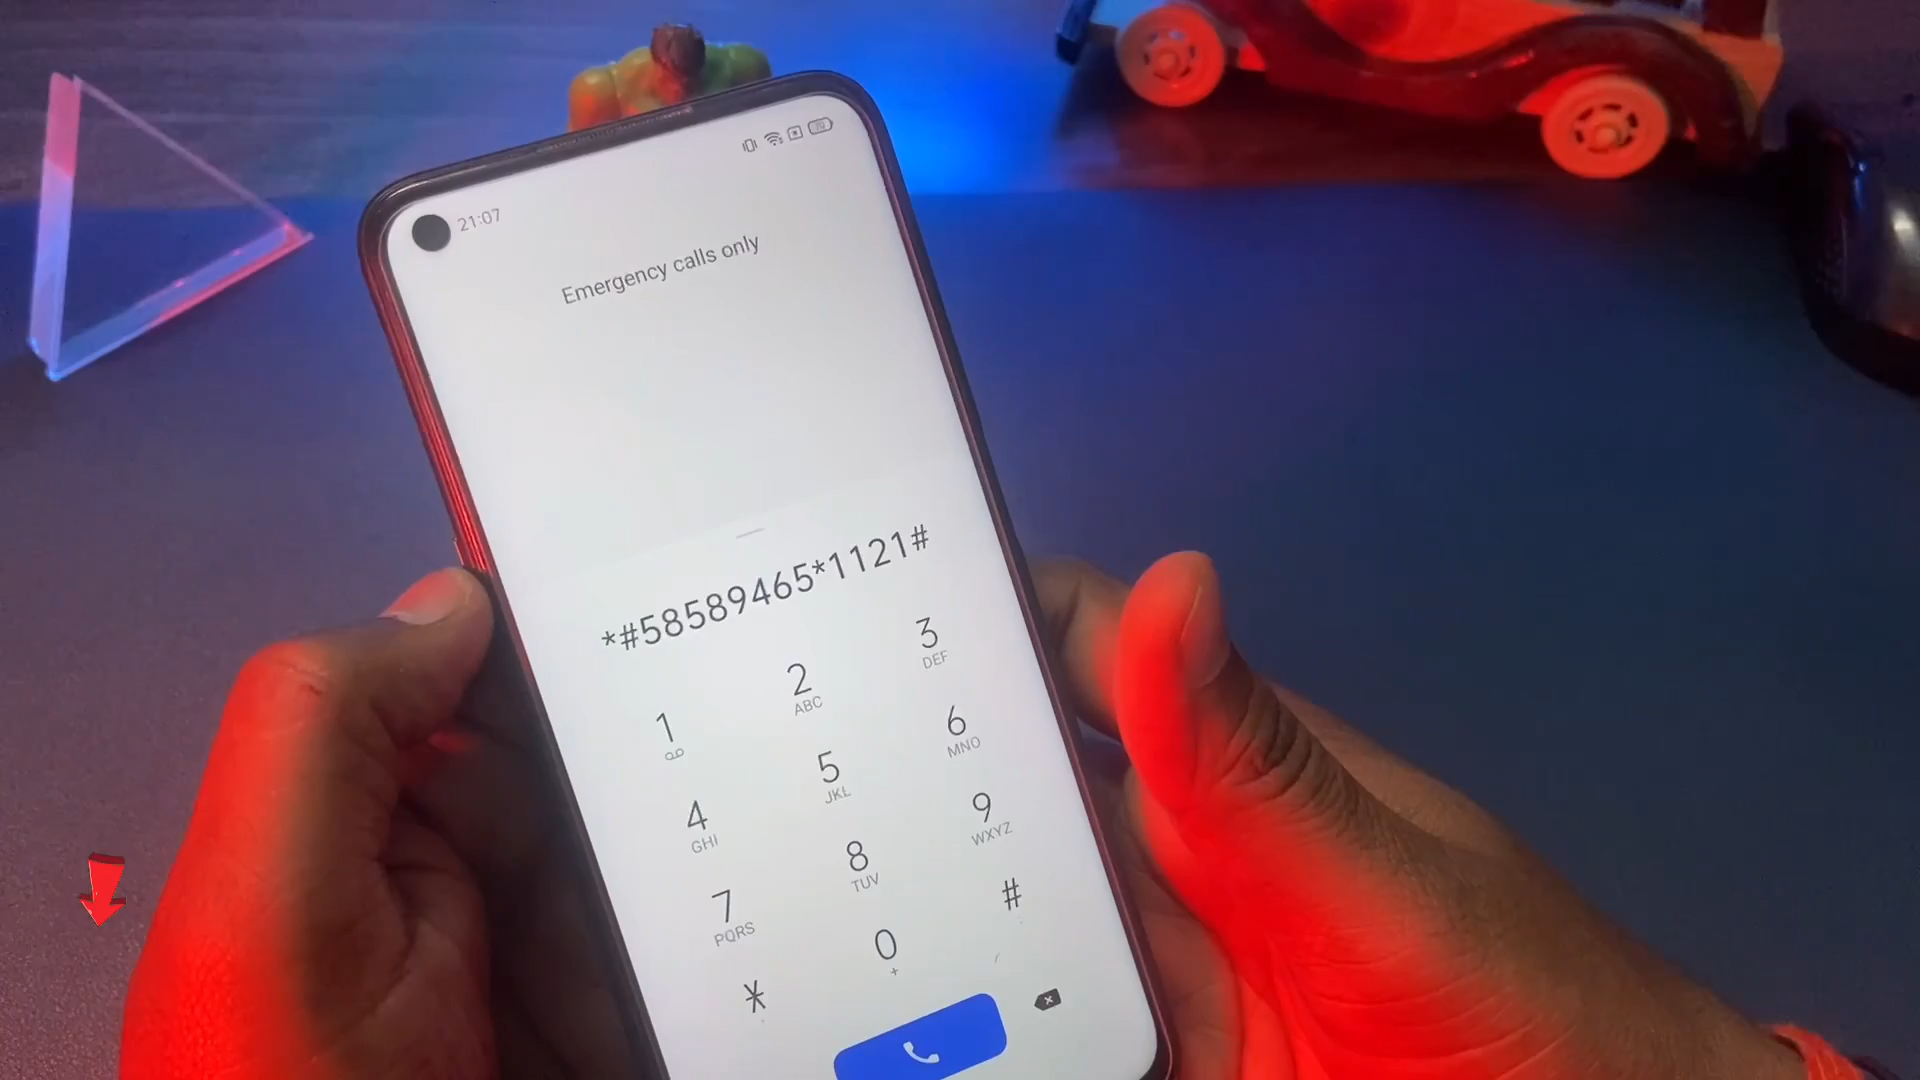 21:07
70
Emergency calls only
*#58589465*1121#
1
2 ABC
3 DEF
4 GHI
5 JKL
6 MNO
7 PQRS
8 TUV
9 WXYZ
*
0 +
#